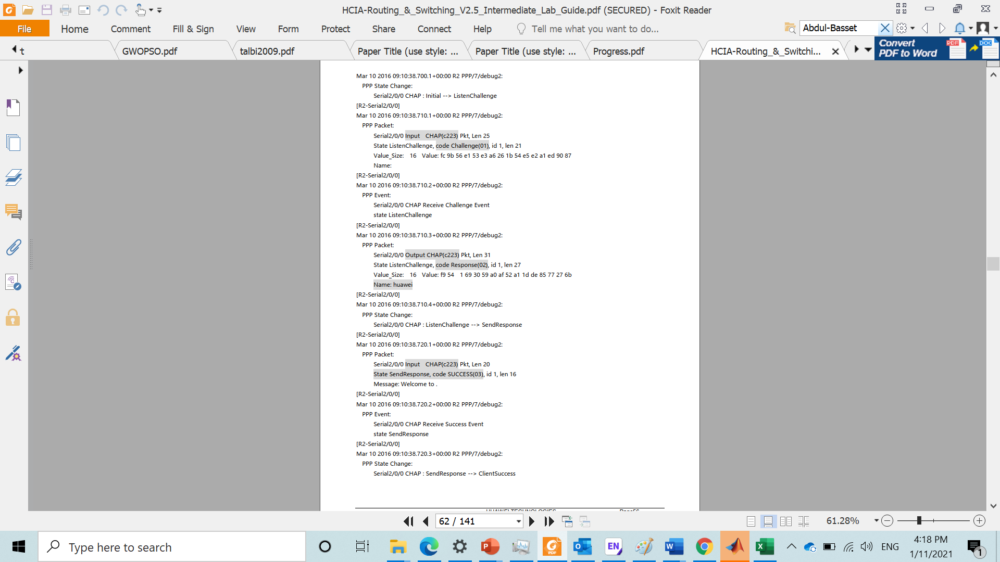 HCIA-Routing_&_Switching_V2.5_Intermediate_Lab_Guide.pdf (SECURED) - Foxit Reader
File Home Comment Fill & Sign View Form Protect Share Connect Help Tell me what you want to do... Abdul-Basset
t GWOPSO.pdf talbi2009.pdf Paper Title (use style: ... Paper Title (use style: ... Progress.pdf HCIA-Routing_&_Switchi...
Convert
PDF to Word
PDF DOC
Mar 10 2016 09:10:38.700.1+00:00 R2 PPP/7/debug2:
PPP State Change:
Serial2/0/0 CHAP : Initial --> ListenChallenge
[R2-Serial2/0/0]
Mar 10 2016 09:10:38.710.1+00:00 R2 PPP/7/debug2:
PPP Packet:
Serial2/0/0 Input CHAP(c223) Pkt, Len 25
State ListenChallenge, code Challenge(01), id 1, len 21
Value_Size: 16 Value: fc 9b 56 e1 53 e3 a6 26 1b 54 e5 e2 a1 ed 90 87
Name:
[R2-Serial2/0/0]
Mar 10 2016 09:10:38.710.2+00:00 R2 PPP/7/debug2:
PPP Event:
Serial2/0/0 CHAP Receive Challenge Event
state ListenChallenge
[R2-Serial2/0/0]
Mar 10 2016 09:10:38.710.3+00:00 R2 PPP/7/debug2:
PPP Packet:
Serial2/0/0 Output CHAP(c223) Pkt, Len 31
State ListenChallenge, code Response(02), id 1, len 27
Value_Size: 16 Value: f9 54 1 69 30 59 a0 af 52 a1 1d de 85 77 27 6b
Name: huawei
[R2-Serial2/0/0]
Mar 10 2016 09:10:38.710.4+00:00 R2 PPP/7/debug2:
PPP State Change:
Serial2/0/0 CHAP : ListenChallenge --> SendResponse
[R2-Serial2/0/0]
Mar 10 2016 09:10:38.720.1+00:00 R2 PPP/7/debug2:
PPP Packet:
Serial2/0/0 Input CHAP(c223) Pkt, Len 20
State SendResponse, code SUCCESS(03), id 1, len 16
Message: Welcome to .
[R2-Serial2/0/0]
Mar 10 2016 09:10:38.720.2+00:00 R2 PPP/7/debug2:
PPP Event:
Serial2/0/0 CHAP Receive Success Event
state SendResponse
[R2-Serial2/0/0]
Mar 10 2016 09:10:38.720.3+00:00 R2 PPP/7/debug2:
PPP State Change:
Serial2/0/0 CHAP : SendResponse --> ClientSuccess
62 / 141 61.28%
Type here to search
EN
ENG
4:18 PM
1/11/2021
1